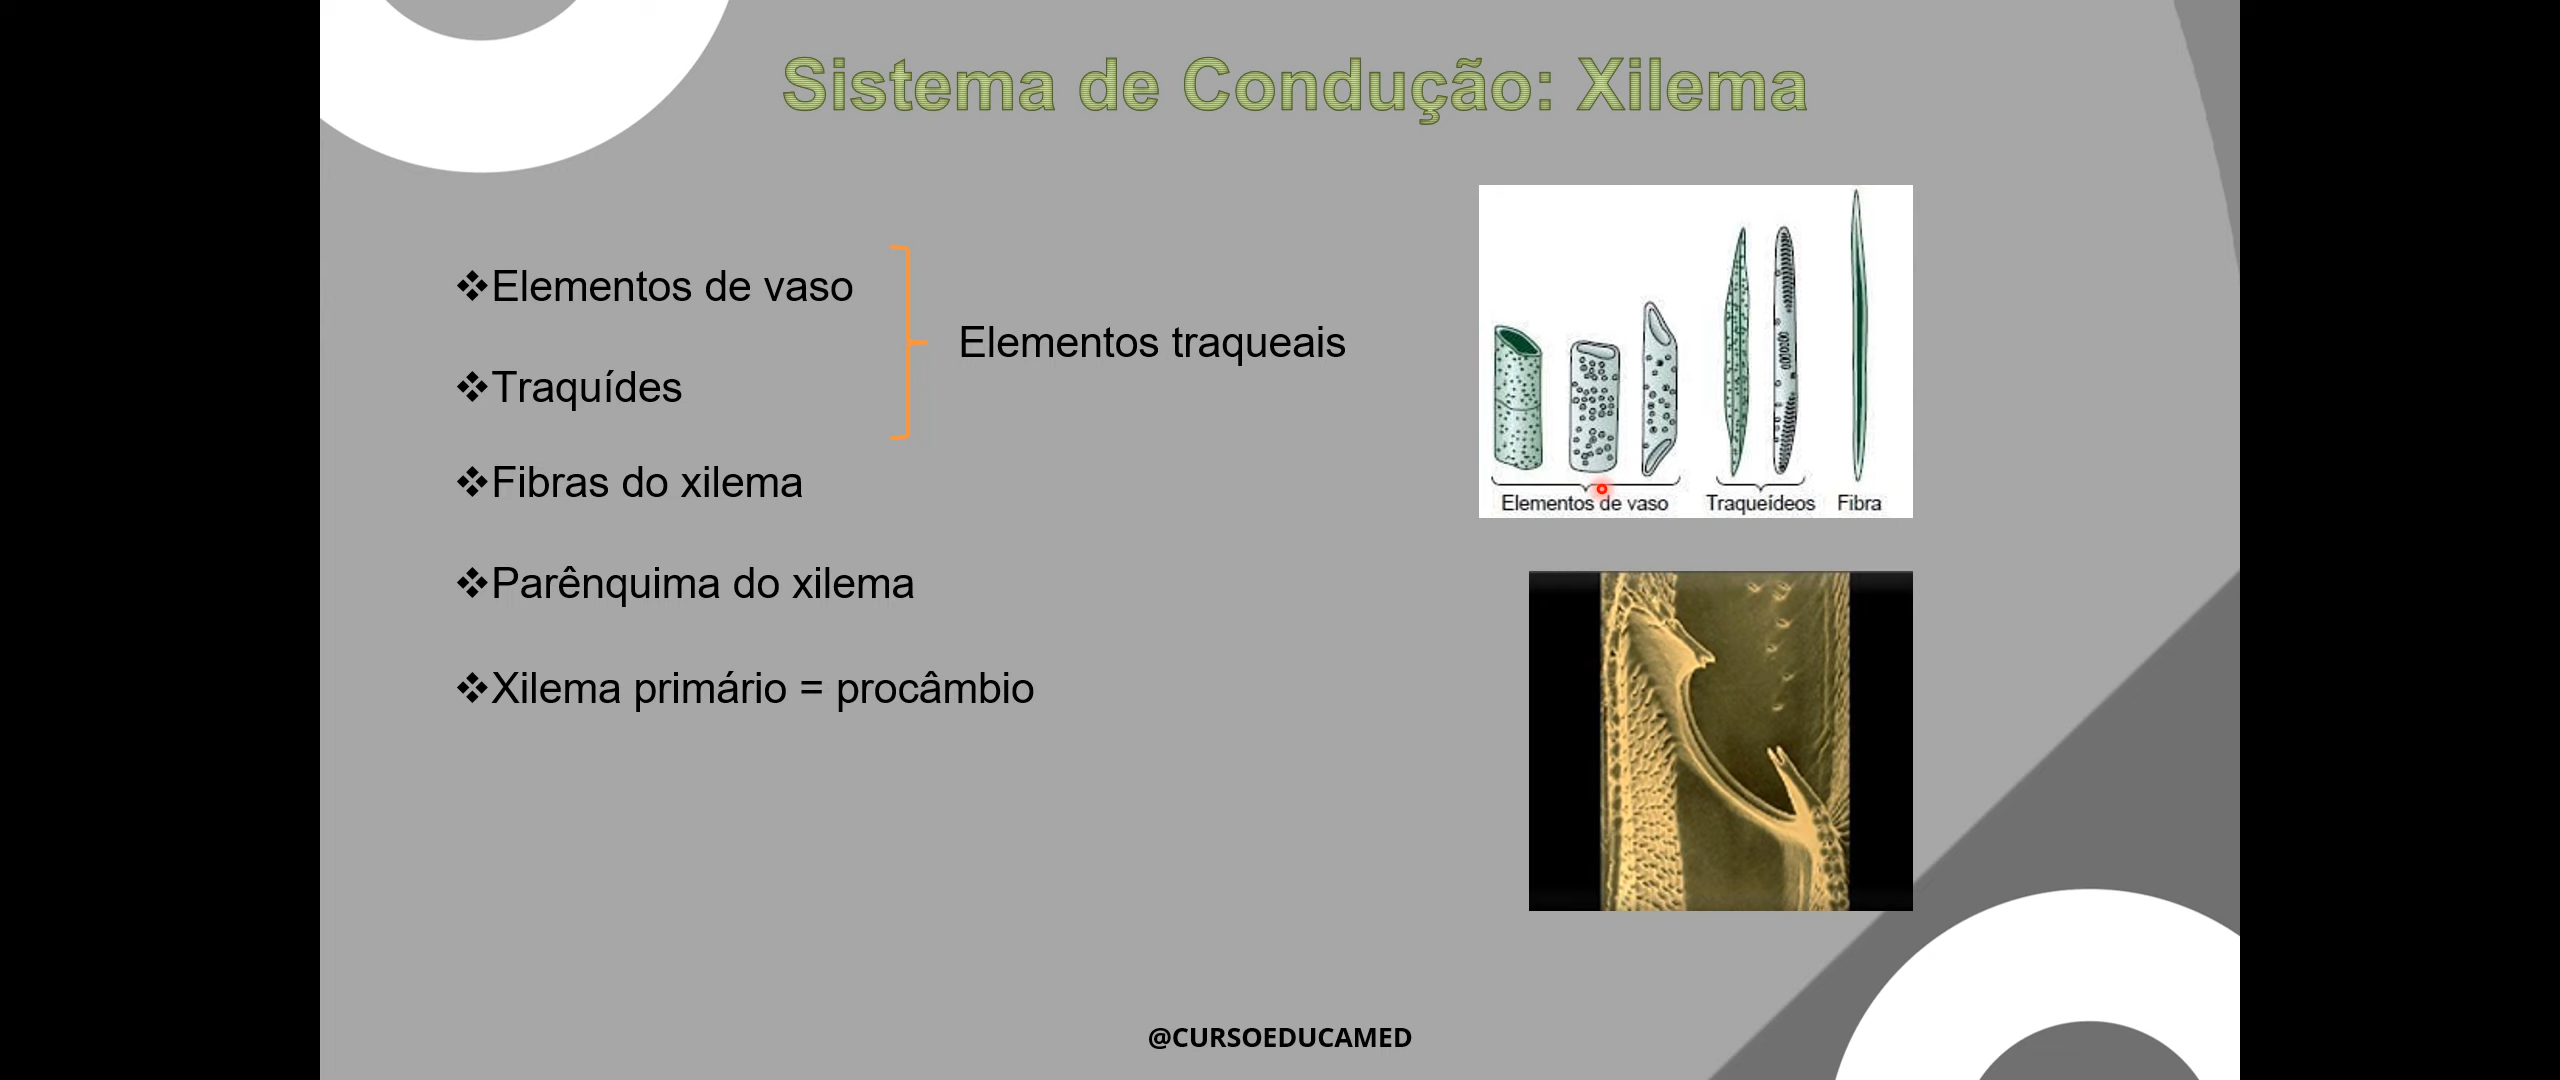 Sistema de Condução: Xilema
❖Elementos de vaso
Elementos traqueais
❖Traquídes
❖Fibras do xilema
❖Parênquima do xilema
❖Xilema primário = procâmbio
Elementos de vaso
Traqueídeos
Fibra
@CURSOEDUCAMED